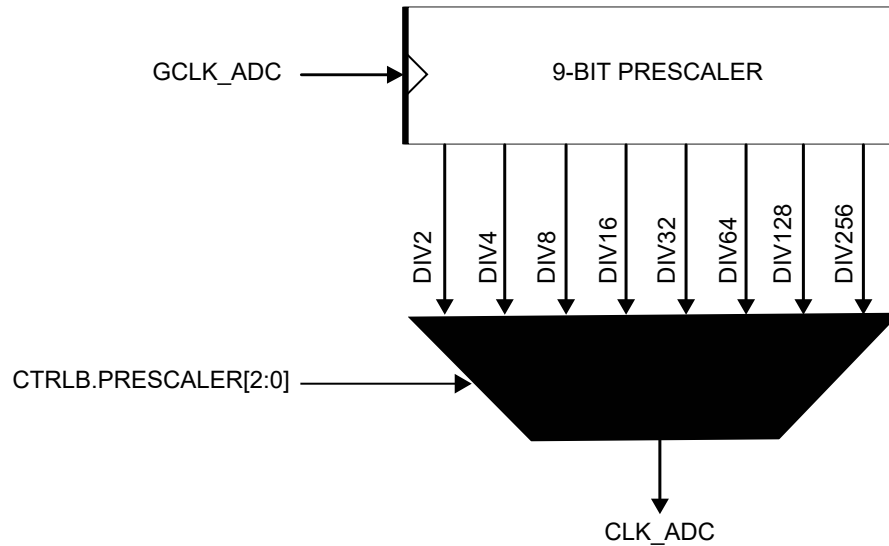 GCLK_ADC
9-BIT PRESCALER
DIV2
DIV4
DIV8
DIV16
DIV32
DIV64
DIV128
DIV256
CTRLB.PRESCALER[2:0]
CLK_ADC